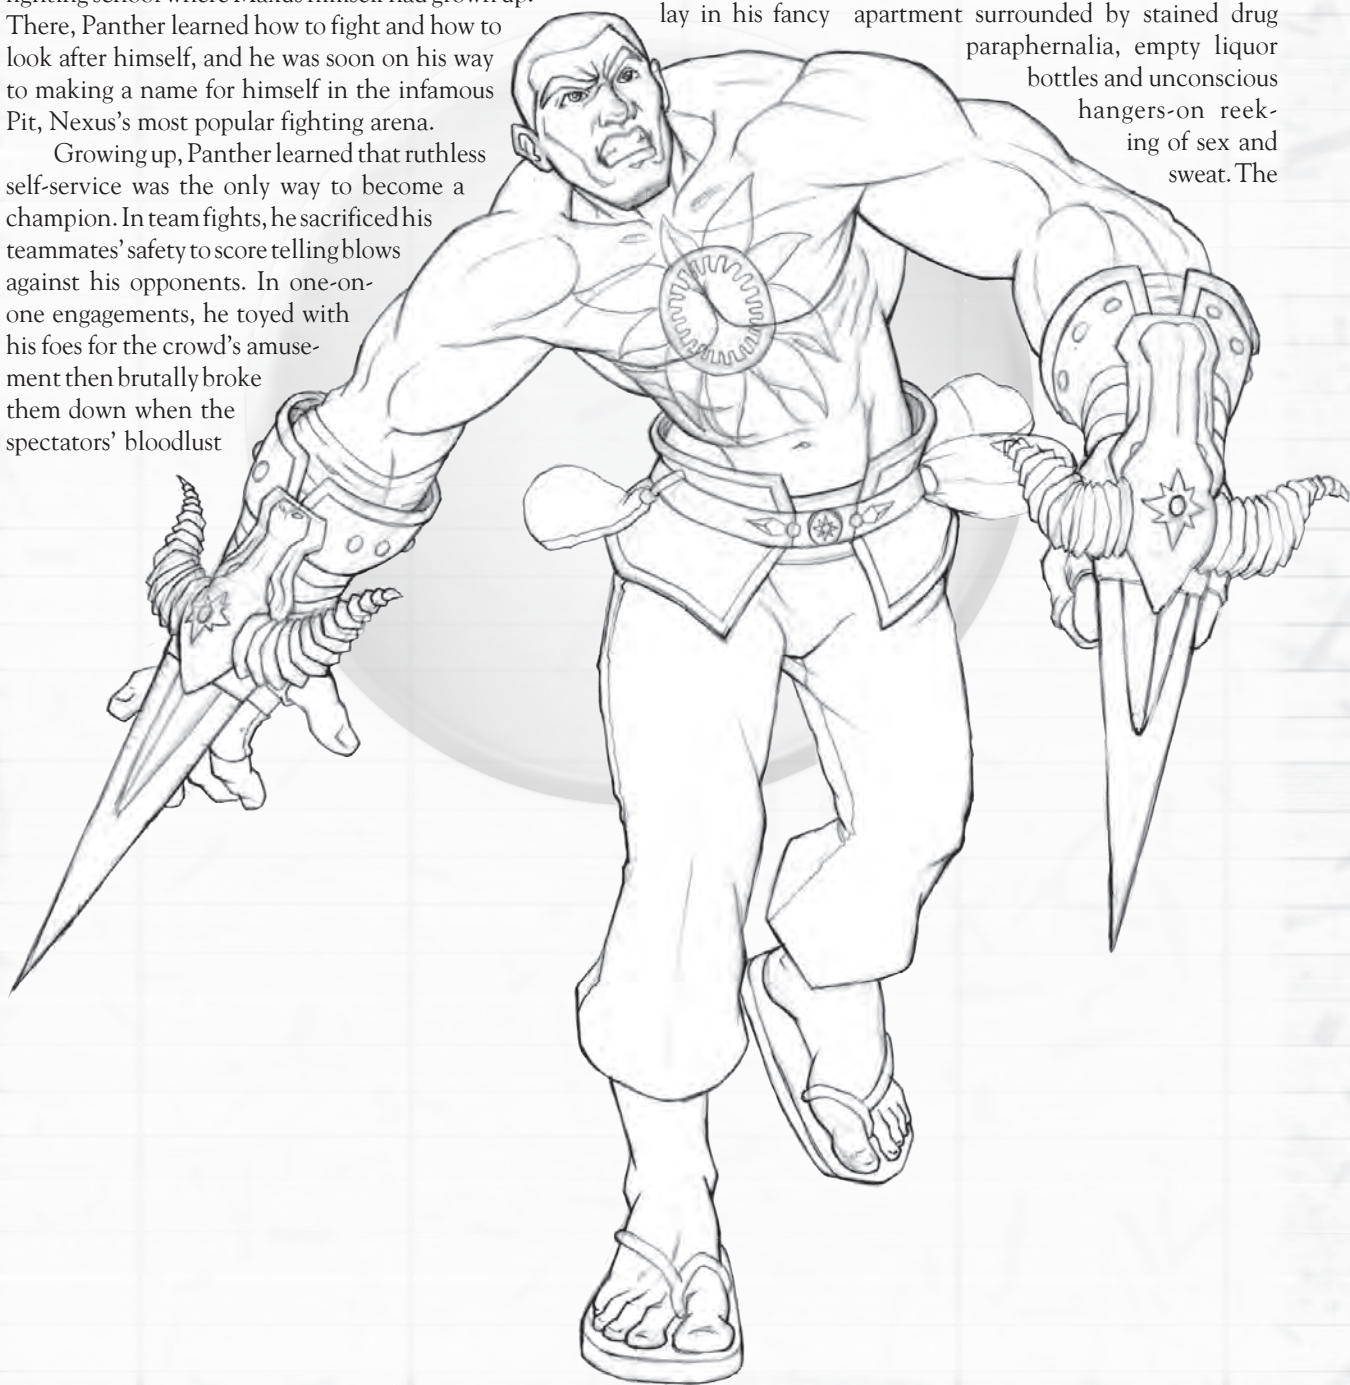 fighting school where Maxus himself had grown up.
There, Panther learned how to fight and how to
look after himself, and he was soon on his way
to making a name for himself in the infamous
Pit, Nexus’s most popular fighting arena.
Growing up, Panther learned that ruthless
self-service was the only way to become a
champion. In team fights, he sacrificed his
teammates’ safety to score telling blows
against his opponents. In one-on-
one engagements, he toyed with
his foes for the crowd’s amuse-
ment then brutally broke
them down when the
spectators’ bloodlust
lay in his fancy apartment surrounded by stained drug
paraphernalia, empty liquor
bottles and unconscious
hangers-on reek-
ing of sex and
sweat. The